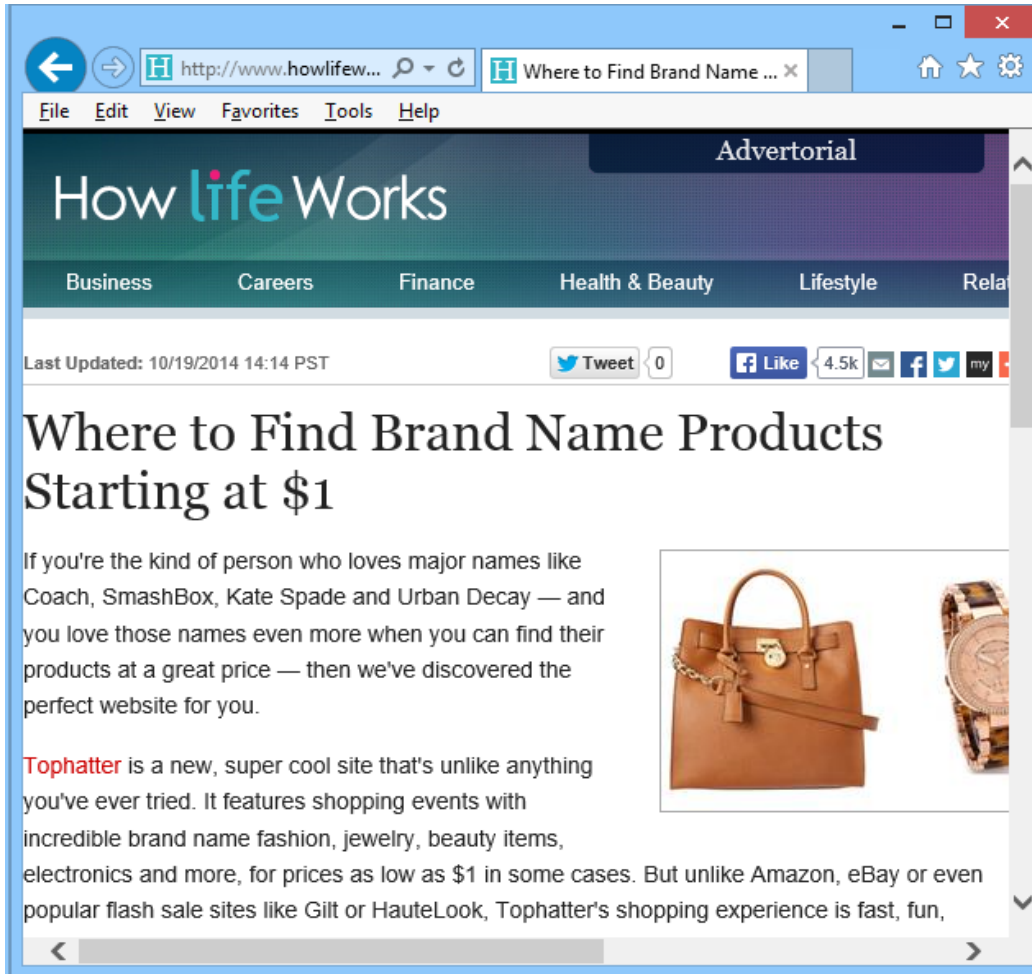 http://www.howlifew...
Where to Find Brand Name ...
File Edit View Favorites Tools Help
Advertorial
How life Works
Business Careers Finance Health & Beauty Lifestyle Relat
Last Updated: 10/19/2014 14:14 PST
Tweet 0 Like 4.5k my
Where to Find Brand Name Products
Starting at $1
If you're the kind of person who loves major names like
Coach, SmashBox, Kate Spade and Urban Decay — and
you love those names even more when you can find their
products at a great price — then we've discovered the
perfect website for you.
Tophatter is a new, super cool site that's unlike anything
you've ever tried. It features shopping events with
incredible brand name fashion, jewelry, beauty items,
electronics and more, for prices as low as $1 in some cases. But unlike Amazon, eBay or even
popular flash sale sites like Gilt or HauteLook, Tophatter's shopping experience is fast, fun,